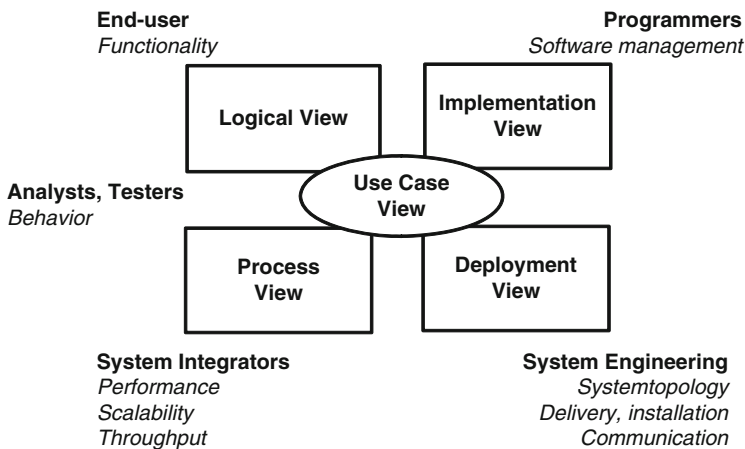 End-user
Functionality
Programmers
Software management
Logical View
Implementation
View
Use Case
View
Analysts, Testers
Behavior
Process
View
Deployment
View
System Integrators
Performance
Scalability
Throughput
System Engineering
Systemtopology
Delivery, installation
Communication